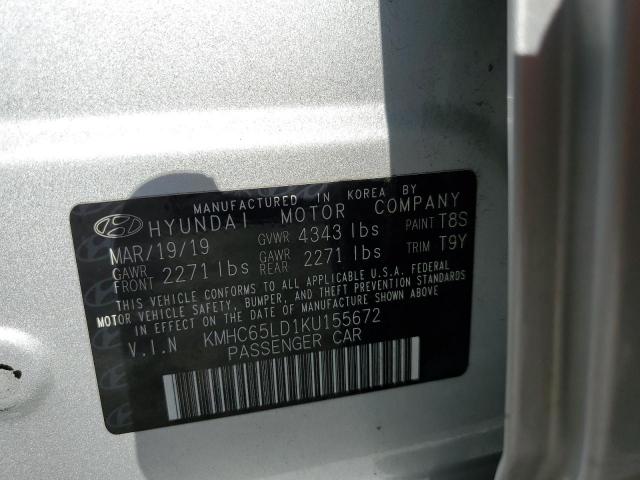 MANUFACTURED IN KOREA BY
HYUNDAI MOTOR COMPANY
MAR/19/19 GVWR 4343 lbs PAINT T8S
GAWR FRONT 2271 lbs GAWR REAR 2271 lbs TRIM T9Y
THIS VEHICLE CONFORMS TO ALL APPLICABLE U.S.A. FEDERAL
MOTOR VEHICLE SAFETY, BUMPER, AND THEFT PREVENTION
STANDARDS IN EFFECT ON THE DATE OF MANUFACTURE SHOWN ABOVE.
V.I.N KMHC65LD1KU155672
PASSENGER CAR